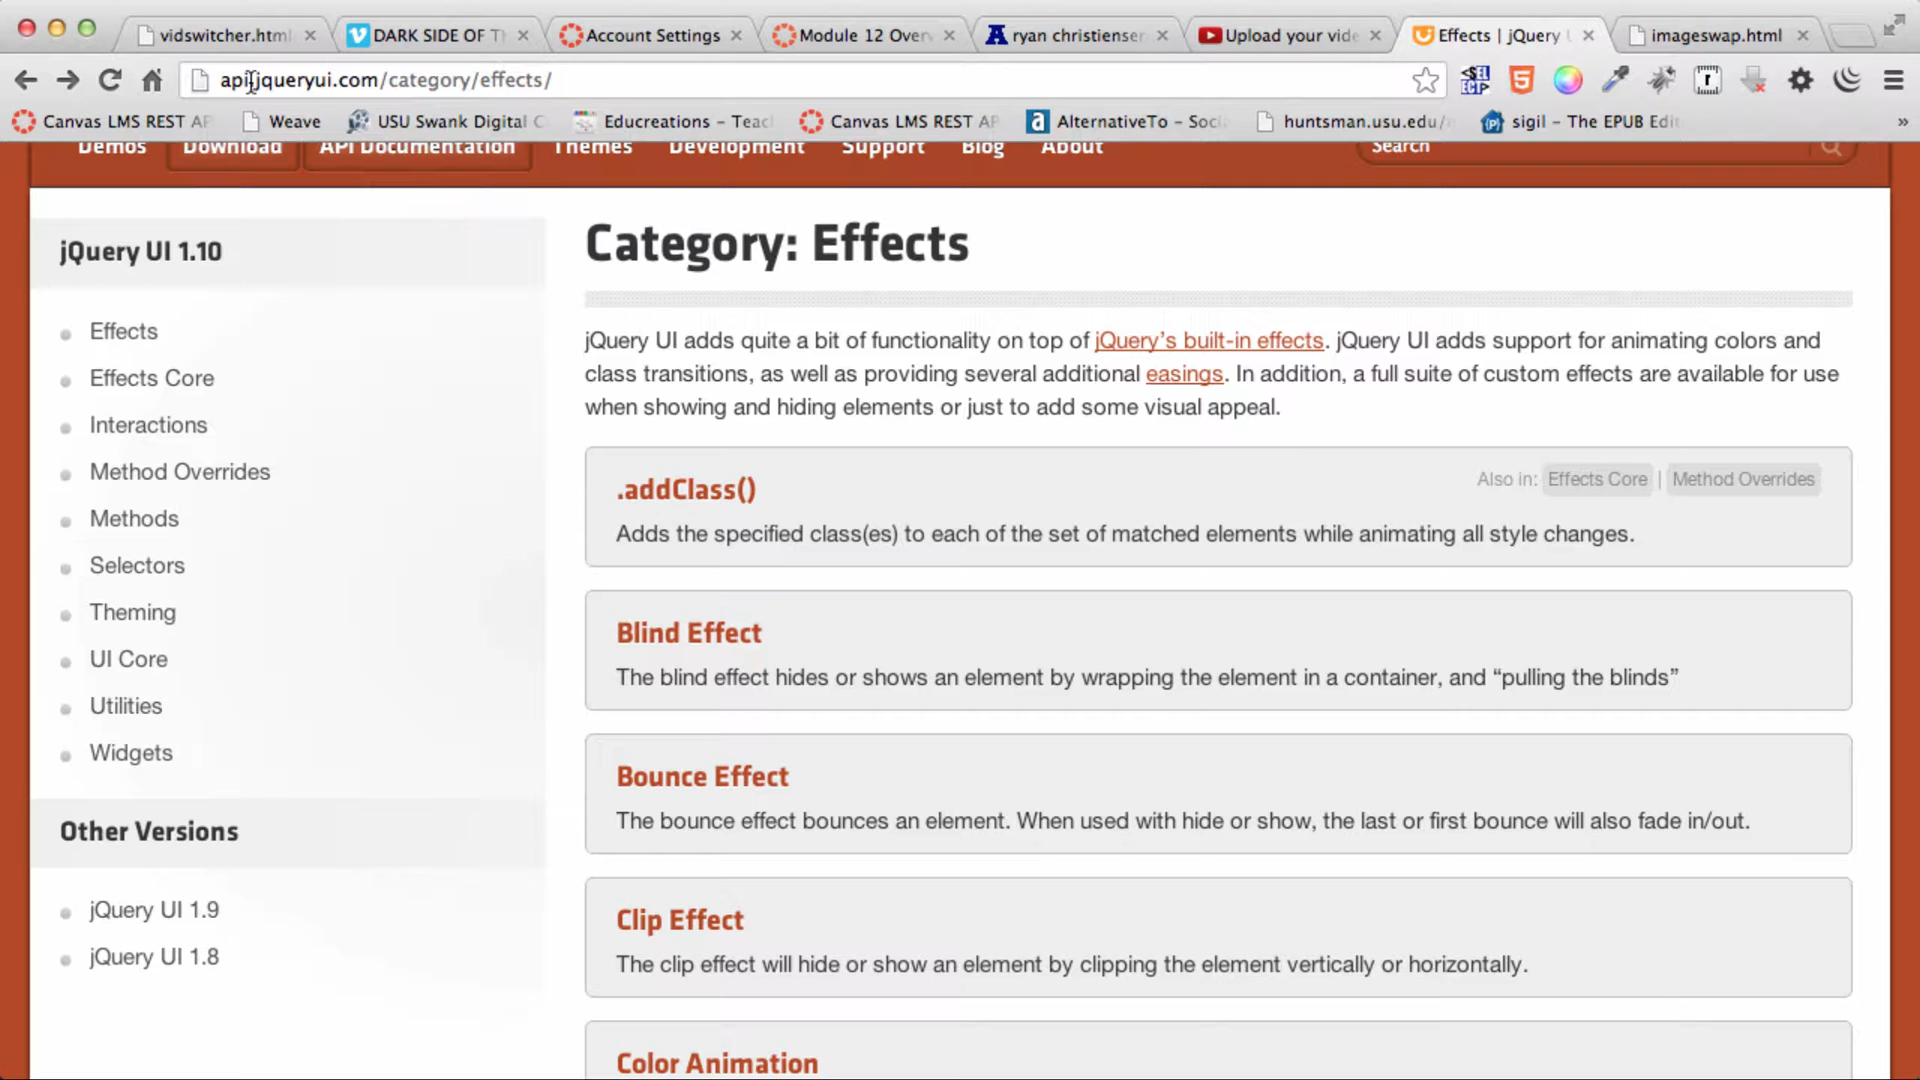 vidswitcher.html
DARK SIDE OF T
Account Settings
Module 12 Over
ryan christienser
Upload your vide
Effects | jQuery U
imageswap.html
api.jqueryui.com/category/effects/
Canvas LMS REST AP
Weave
USU Swank Digital C
Educreations – Teac
Canvas LMS REST AP
AlternativeTo – Soci
huntsman.usu.edu/
sigil – The EPUB Edit
»
Demos
Download
API Documentation
Themes
Development
Support
Blog
About
Search
jQuery UI 1.10
Effects
Effects Core
Interactions
Method Overrides
Methods
Selectors
Theming
UI Core
Utilities
Widgets
Other Versions
jQuery UI 1.9
jQuery UI 1.8
Category: Effects
jQuery UI adds quite a bit of functionality on top of jQuery’s built-in effects. jQuery UI adds support for animating colors and
class transitions, as well as providing several additional easings. In addition, a full suite of custom effects are available for use
when showing and hiding elements or just to add some visual appeal.
.addClass()
Also in: Effects Core | Method Overrides
Adds the specified class(es) to each of the set of matched elements while animating all style changes.
Blind Effect
The blind effect hides or shows an element by wrapping the element in a container, and “pulling the blinds”
Bounce Effect
The bounce effect bounces an element. When used with hide or show, the last or first bounce will also fade in/out.
Clip Effect
The clip effect will hide or show an element by clipping the element vertically or horizontally.
Color Animation